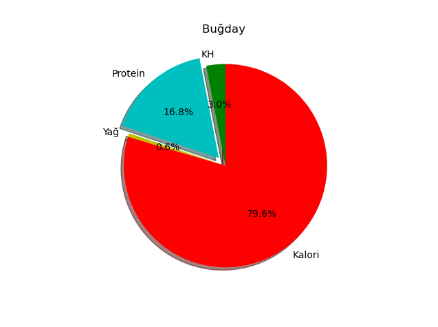 Buğday
KH
Protein
3.0%
16.8%
Yağ
0.6%
79.6%
Kalori